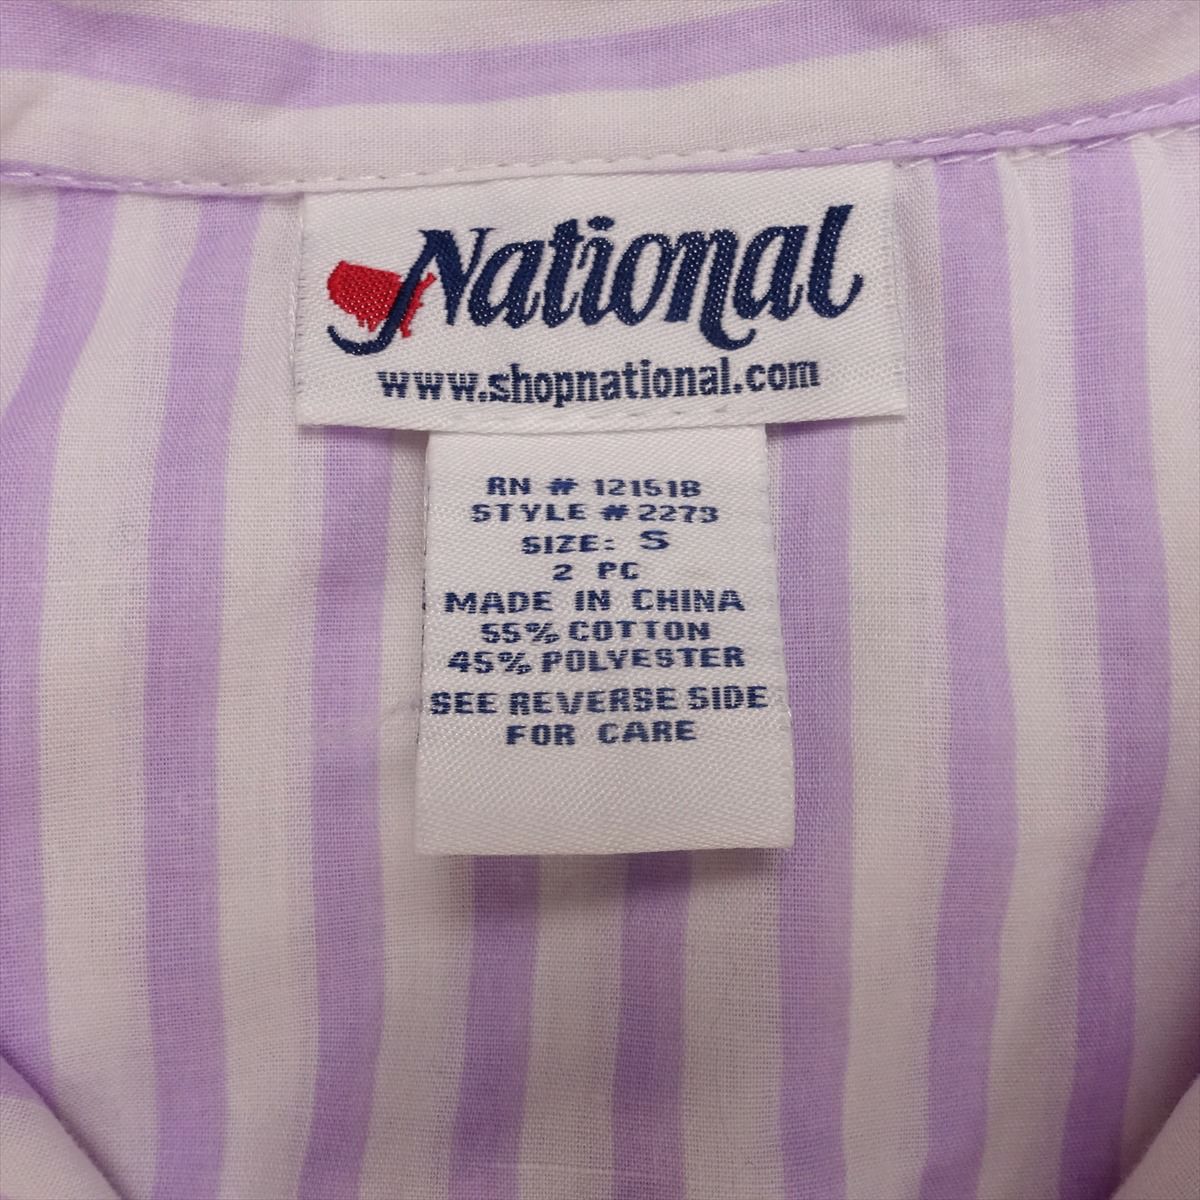 National
www.shopnational.com
RN # 121518
STYLE # 2273
SIZE: S
2 PC
MADE IN CHINA
55% COTTON
45% POLYESTER
SEE REVERSE SIDE
FOR CARE